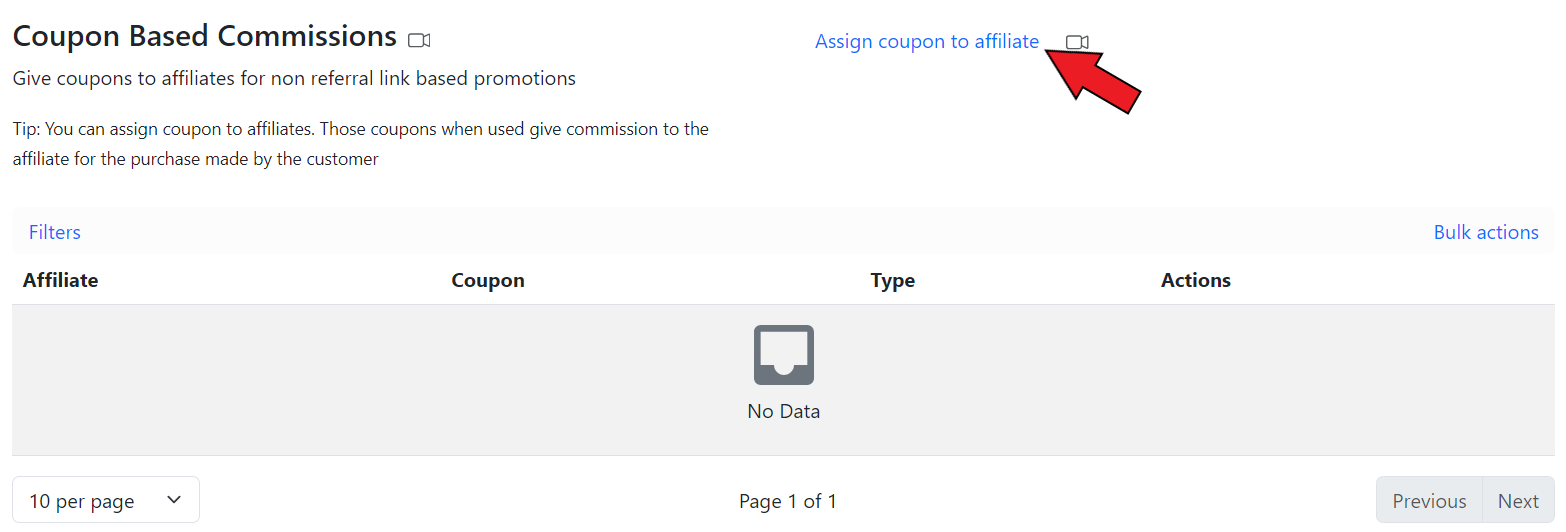 Coupon Based Commissions
Assign coupon to affiliate
Give coupons to affiliates for non referral link based promotions
Tip: You can assign coupon to affiliates. Those coupons when used give commission to the
affiliate for the purchase made by the customer
Filters
Bulk actions
Affiliate Coupon Type Actions
No Data
10 per page
Page 1 of 1
Previous Next